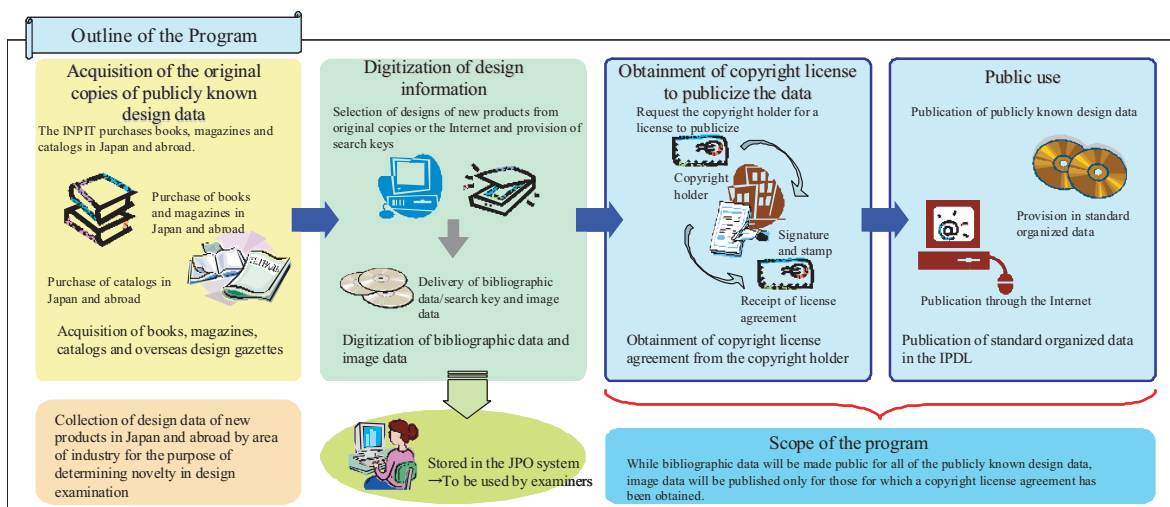 Outline of the Program
Acquisition of the original
copies of publicly known
design data
The INPIT purchases books, magazines and
catalogs in Japan and abroad.
Purchase of books
and magazines in
Japan and abroad
Purchase of catalogs in
Japan and abroad
Acquisition of books, magazines,
catalogs and overseas design gazettes
Digitization of design
information
Selection of designs of new products from
original copies or the Internet and provision of
search keys
Delivery of bibliographic
data/search key and image
data
Digitization of bibliographic data and
image data
Obtainment of copyright license
to publicize the data
Request the copyright holder for a
license to publicize
Copyright
holder
Signature
and stamp
Receipt of license
agreement
Obtainment of copyright license
agreement from the copyright holder
Public use
Publication of publicly known design data
Provision in standard
organized data
@
Publication through the Internet
Publication of standard organized data
in the IPDL
Collection of design data of new
products in Japan and abroad by area
of industry for the purpose of
determining novelty in design
examination
Stored in the JPO system
→To be used by examiners
Scope of the program
While bibliographic data will be made public for all of the publicly known design data,
image data will be published only for those for which a copyright license agreement has
been obtained.